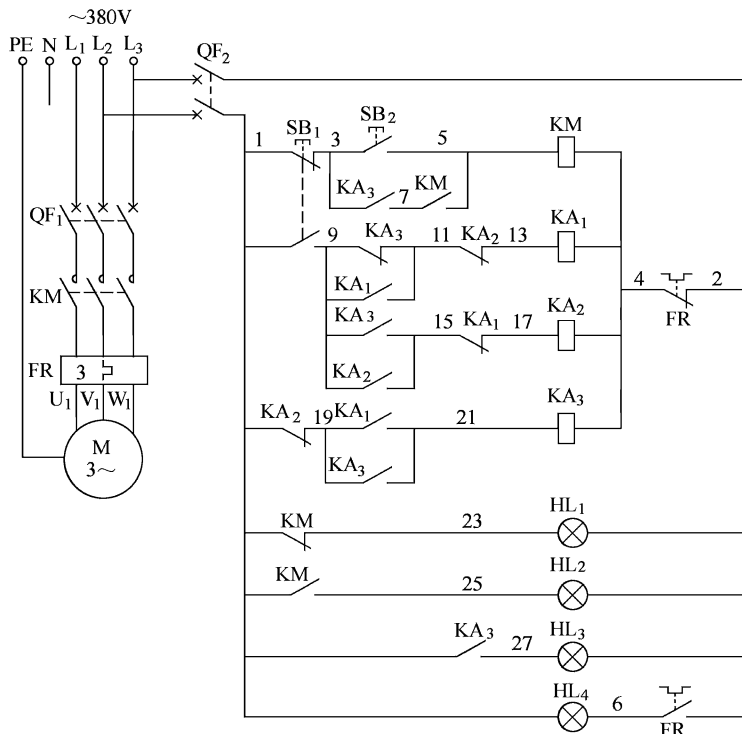 ~380V
PE N L1 L2 L3
QF2
1 SB1 3 SB2 5 KM
KA3 7 KM
QF1
9 KA3 11 KA2 13 KA1
KA1
KM
4 2
KA3 15 KA1 17 KA2
FR
FR 3
KA2
U1 V1 W1
KA2 19 KA1 21 KA3
M
3~
KA3
KM 23 HL1
KM 25 HL2
KA3 27 HL3
HL4 6
FR